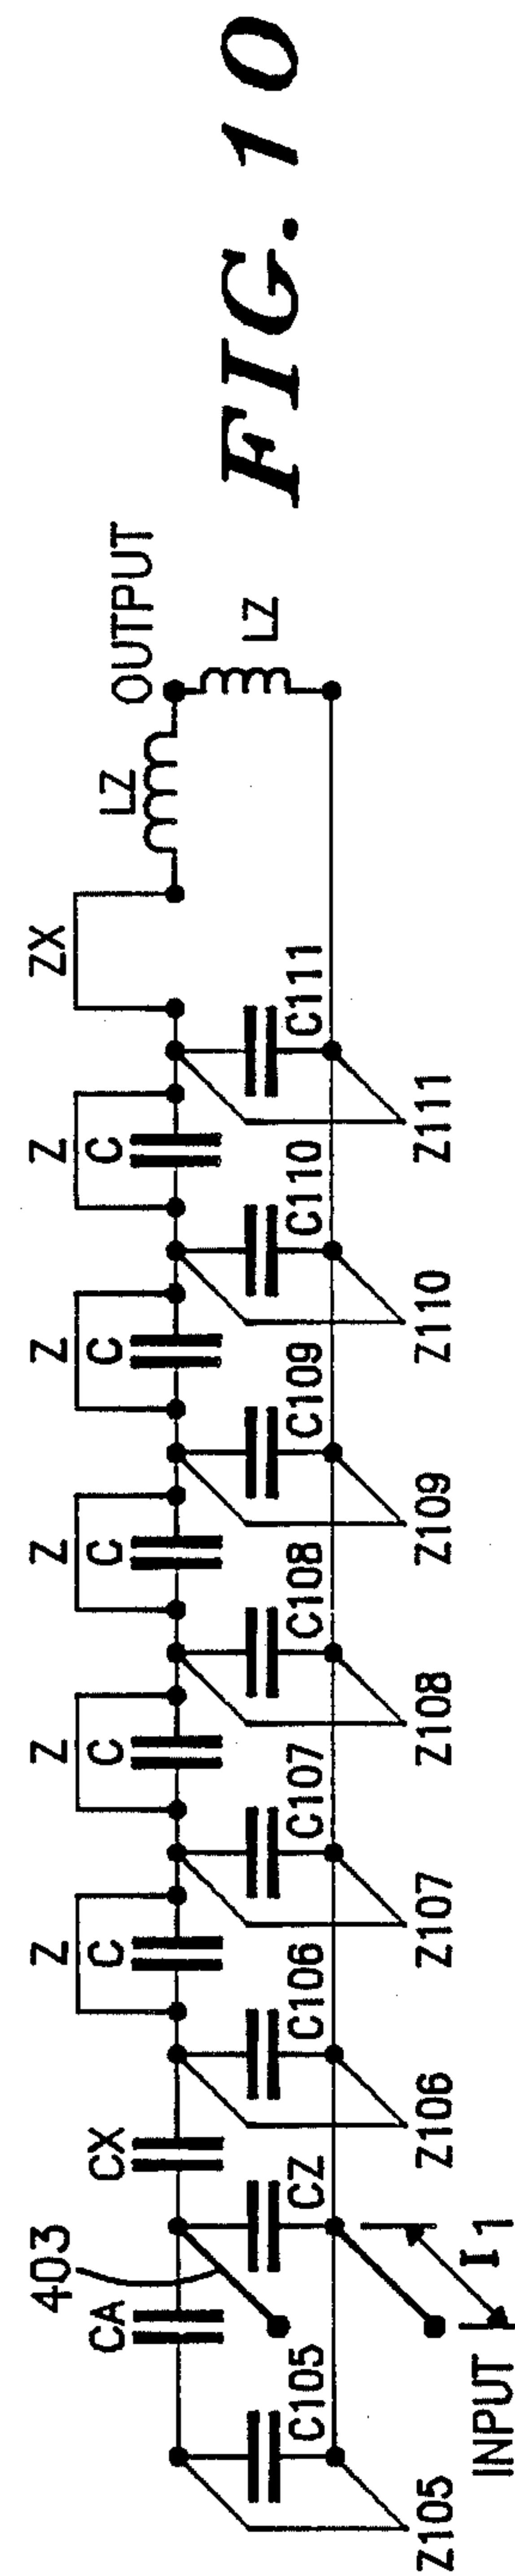 FIG. 10
OUTPUT
LZ
LZ
ZX
Z
Z
Z
Z
Z
C
C
C
C
C
CX
403
CA
C105
CZ
C106
C107
C108
C109
C110
C111
Z105
Z106
Z107
Z108
Z109
Z110
Z111
INPUT
I1